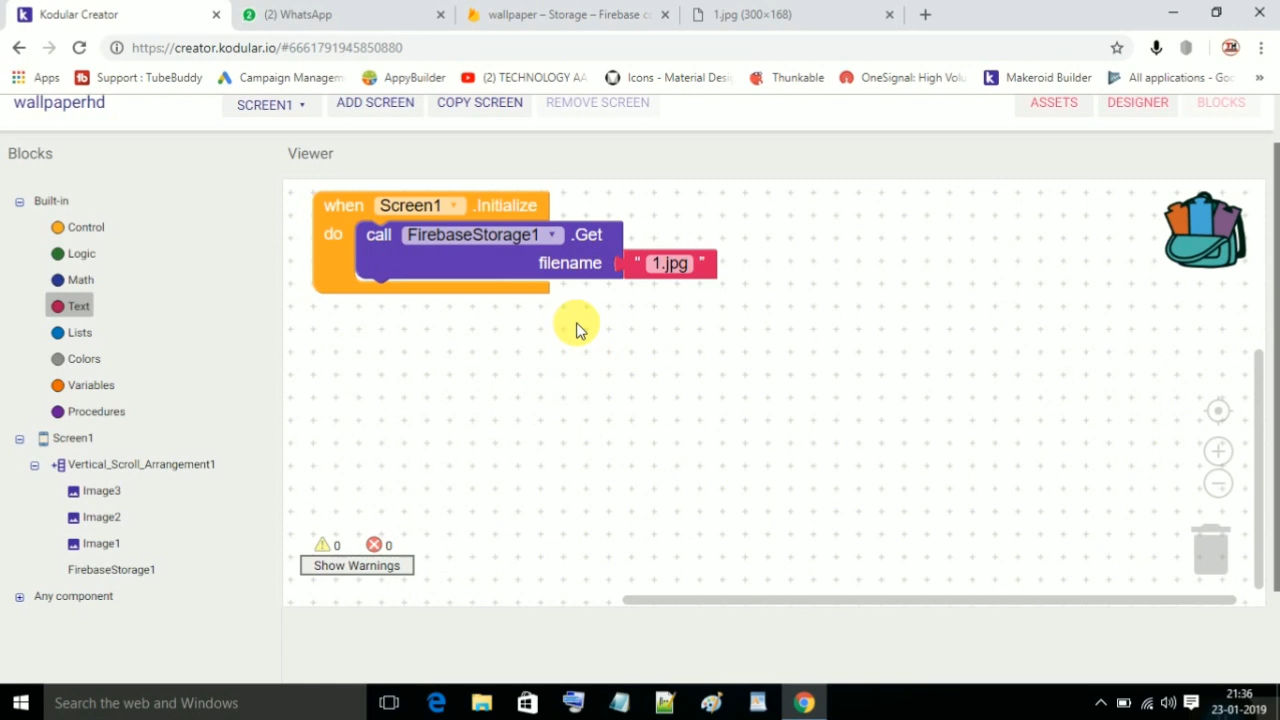 Kodular Creator
(2) WhatsApp
wallpaper – Storage – Firebase co
1.jpg (300×168)
https://creator.kodular.io/#6661791945850880
Apps
Support : TubeBuddy
Campaign Managem
AppyBuilder
(2) TECHNOLOGY AA
Icons - Material Desi
Thunkable
OneSignal: High Volu
Makeroid Builder
All applications - Goo
»
wallpaperhd
SCREEN1
ADD SCREEN
COPY SCREEN
REMOVE SCREEN
ASSETS
DESIGNER
BLOCKS
Blocks
Viewer
Built-in
Control
Logic
Math
Text
Lists
Colors
Variables
Procedures
Screen1
Vertical_Scroll_Arrangement1
Image3
Image2
Image1
FirebaseStorage1
Any component
when Screen1 .Initialize
do call FirebaseStorage1 .Get
filename " 1.jpg "
0 0
Show Warnings
Search the web and Windows
21:36
23-01-2019